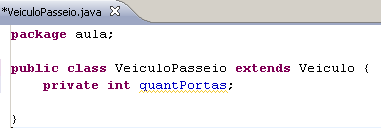 *VeiculoPasseio.java
package aula;
public class VeiculoPasseio extends Veiculo {
private int quantPortas;
}